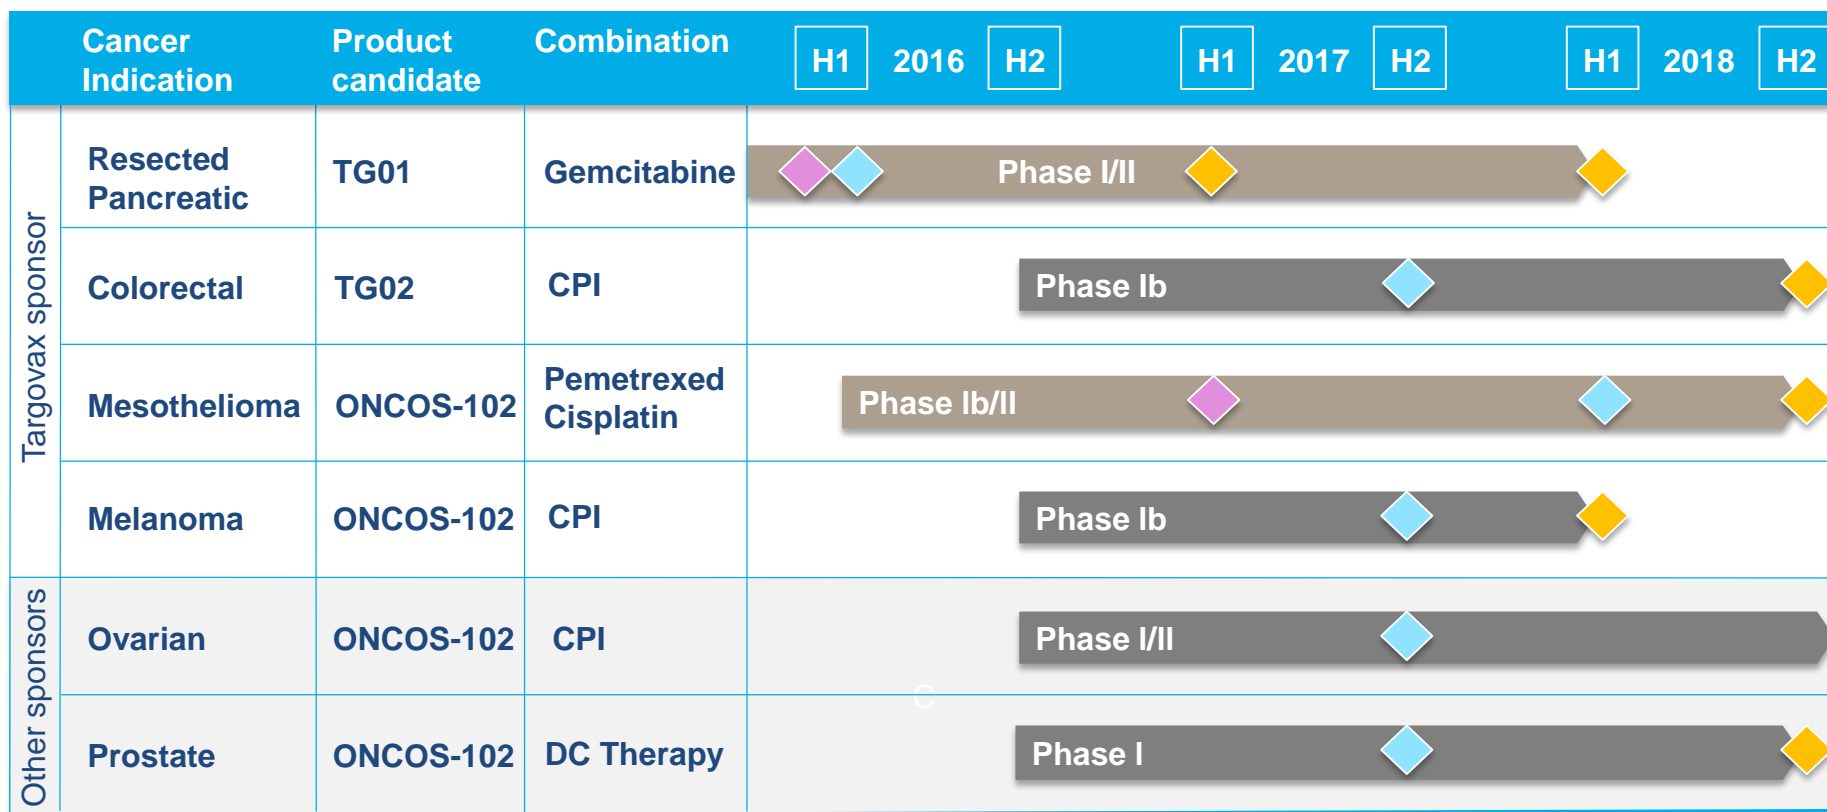 Cancer
Indication
Product
candidate
Combination
H1 2016 H2 H1 2017 H2 H1 2018 H2
Targovax sponsor
Resected
Pancreatic
TG01
Gemcitabine
Phase I/II
Colorectal
TG02
CPI
Phase Ib
Mesothelioma
ONCOS-102
Pemetrexed
Cisplatin
Phase Ib/II
Melanoma
ONCOS-102
CPI
Phase Ib
Other sponsors
Ovarian
ONCOS-102
CPI
Phase I/II
C
Prostate
ONCOS-102
DC Therapy
Phase I